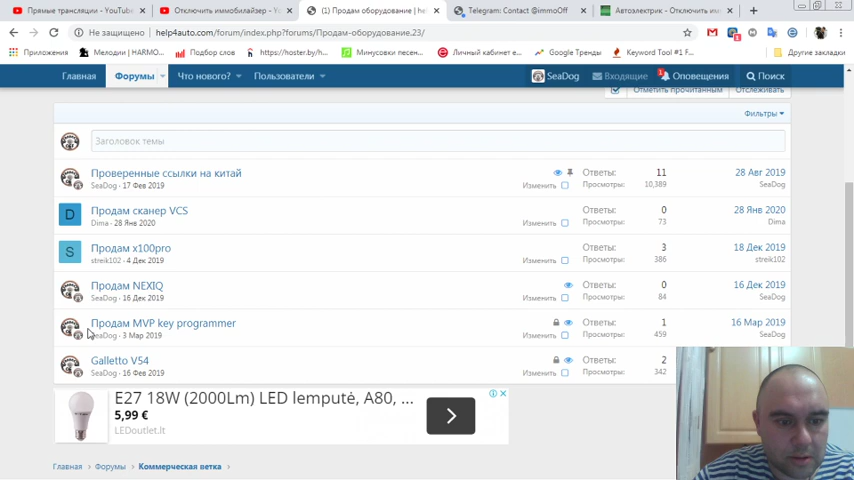 Прямые трансляции - YouTube
Отключить иммобилайзер - You
(1) Продам оборудование | hel
Telegram: Contact @immoOff
Автоэлектрик - Отключить им
Не защищено help4auto.com/forum/index.php?forums/Продам-оборудование.23/
Приложения
Мелодии (HARMO...
Подбор слов
https://hoster.by/h...
Минусовки песен...
Личный кабинет e...
Google Тренды
Keyword Tool #1 F...
Другие закладки
Главная
Форумы
Что нового?
Пользователи
SeaDog
Входящие
1
Оповещения
Поиск
Отметить прочитанным
Отслеживать
Фильтры
Заголовок темы
Проверенные ссылки на китай
SeaDog · 17 Фев 2019
Изменить
Ответы: 11
Просмотры: 10,389
28 Авг 2019
SeaDog
D
Продам сканер VCS
Dima · 28 Янв 2020
Изменить
Ответы: 0
Просмотры: 73
28 Янв 2020
Dima
S
Продам x100pro
streik102 · 4 Дек 2019
Изменить
Ответы: 3
Просмотры: 386
18 Дек 2019
streik102
Продам NEXIQ
SeaDog · 16 Дек 2019
Изменить
Ответы: 0
Просмотры: 84
16 Дек 2019
SeaDog
Продам MVP key programmer
SeaDog · 3 Мар 2019
Изменить
Ответы: 1
Просмотры: 459
16 Мар 2019
SeaDog
Galletto V54
SeaDog · 16 Фев 2019
Изменить
Ответы: 2
Просмотры: 342
E27 18W (2000Lm) LED lemputė, A80, ...
5,99 €
LEDoutlet.lt
Главная
Форумы
Коммерческая ветка